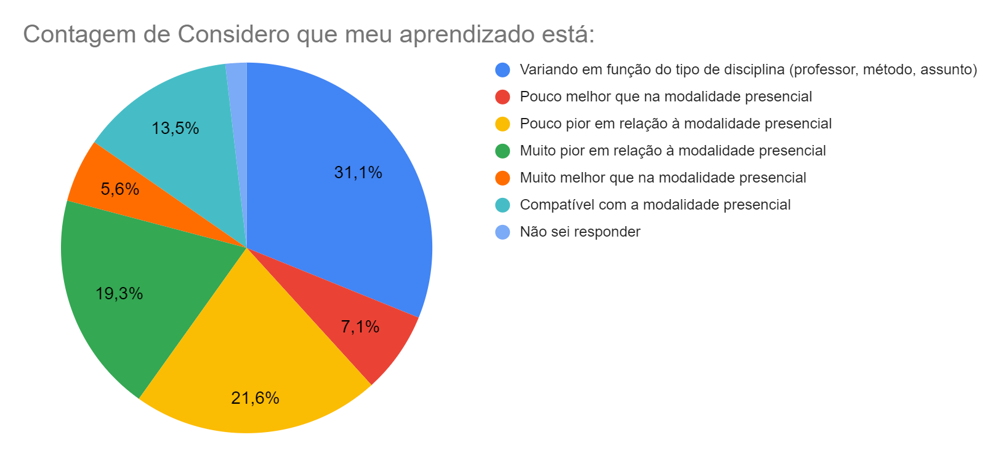 Contagem de Considero que meu aprendizado está:
Variando em função do tipo de disciplina (professor, método, assunto)
Pouco melhor que na modalidade presencial
Pouco pior em relação à modalidade presencial
Muito pior em relação à modalidade presencial
Muito melhor que na modalidade presencial
Compatível com a modalidade presencial
Não sei responder
13,5%
31,1%
5,6%
19,3%
7,1%
21,6%